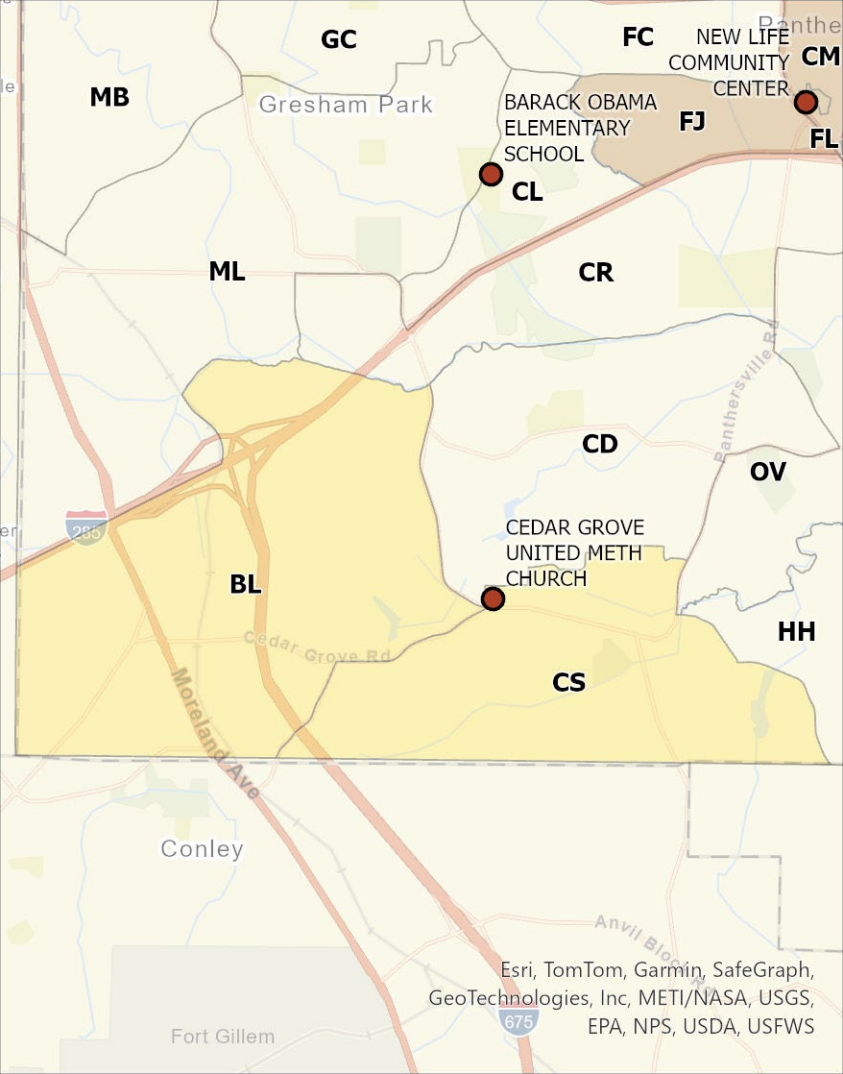 GC
FC
Panthe
NEW LIFE
COMMUNITY
CENTER
CM
MB
le
Gresham Park
BARACK OBAMA
ELEMENTARY
SCHOOL
FJ
FL
CL
ML
CR
Panthersville Rd
CD
OV
285
er
CEDAR GROVE
UNITED METH
CHURCH
BL
HH
Cedar Grove Rd
CS
Moreland Ave
Conley
Anvil Block Rd
Esri, TomTom, Garmin, SafeGraph,
GeoTechnologies, Inc, METI/NASA, USGS,
EPA, NPS, USDA, USFWS
675
Fort Gillem